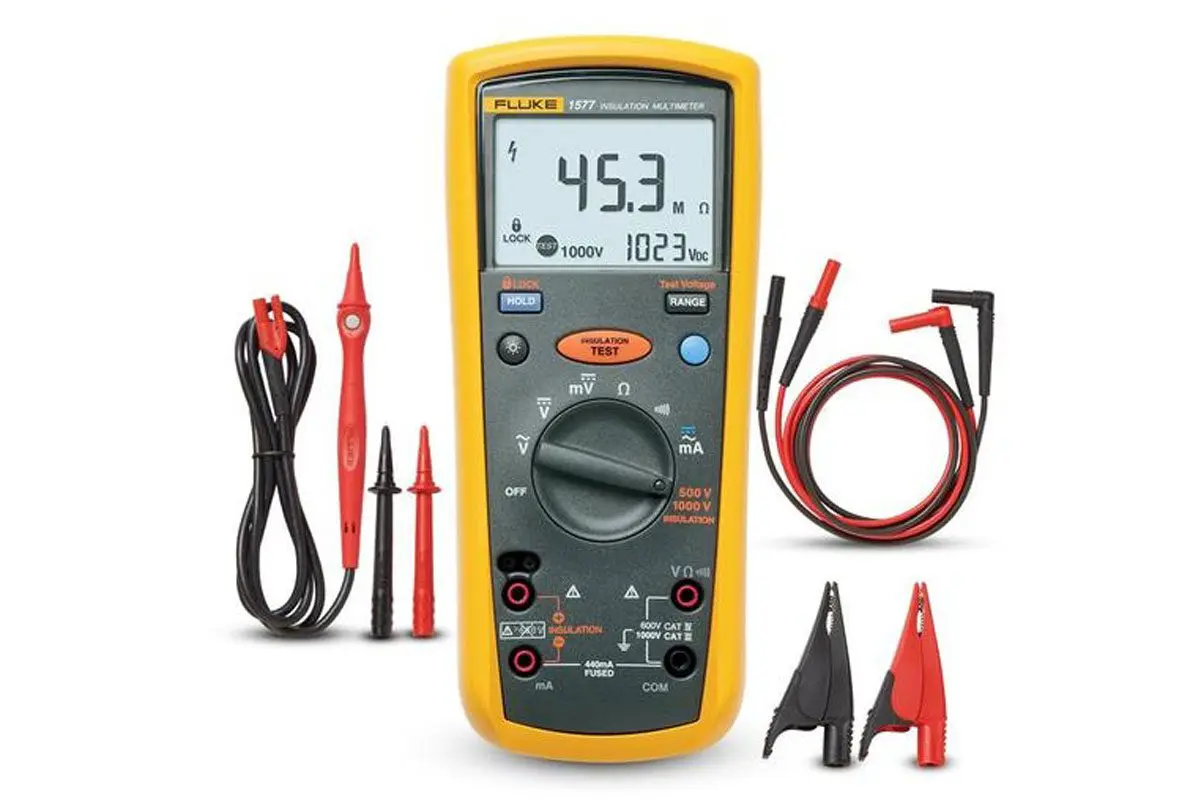 FLUKE 1577 INSULATION MULTIMETER
45.3 M Ω
LOCK TEST 1000V 1023 VDC
LOCK Test Voltage
HOLD RANGE
INSULATION
TEST
mV Ω
V
V mA
OFF 500 V
1000 V
INSULATION
V Ω
600V CAT IV
INSULATION 1000V CAT III
440mA
FUSED
mA COM